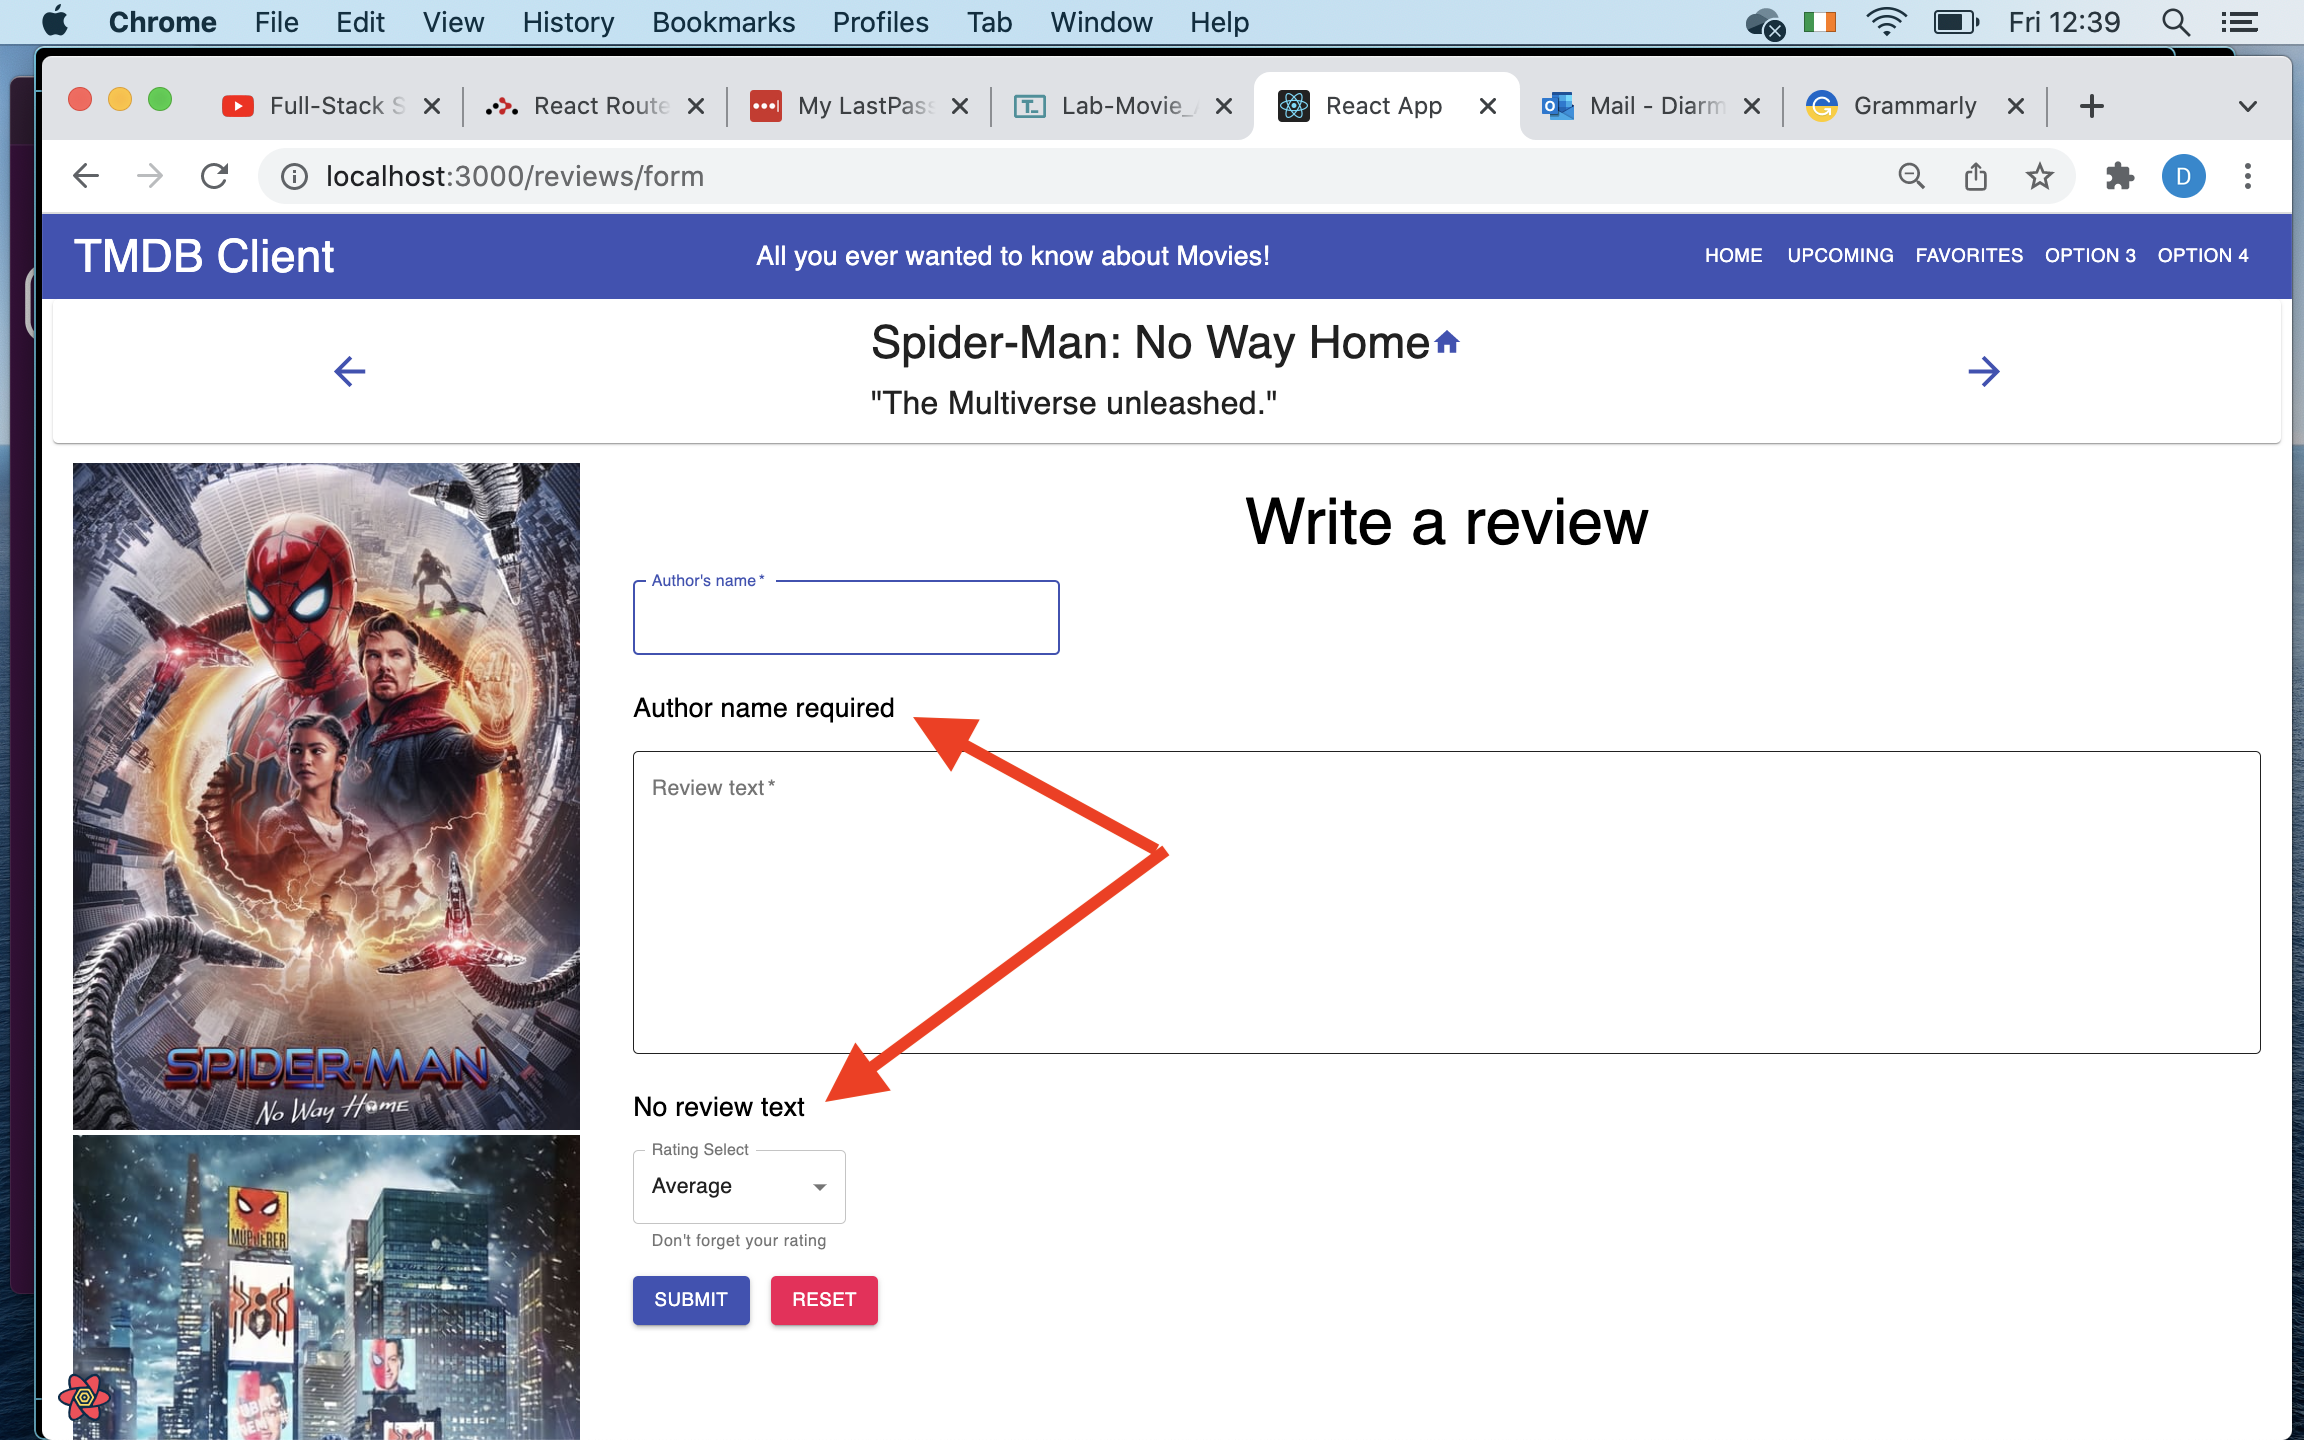 Chrome File Edit View History Bookmarks Profiles Tab Window Help Fri 12:39
Full-Stack S React Route My LastPass Lab-Movie_ React App Mail - Diarm Grammarly
localhost:3000/reviews/form D
TMDB Client All you ever wanted to know about Movies! HOME UPCOMING FAVORITES OPTION 3 OPTION 4
Spider-Man: No Way Home
"The Multiverse unleashed."
Write a review
Author's name *
Author name required
Review text *
SPIDER-MAN
No Way Home
No review text
Rating Select
Average
Don't forget your rating
MURDERER
SUBMIT RESET